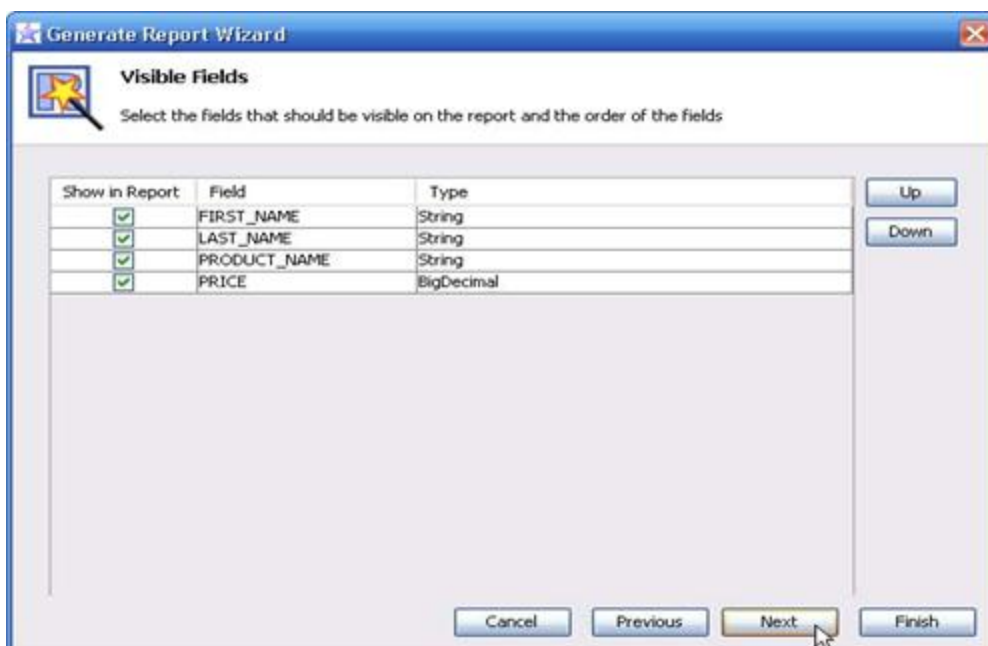 Generate Report Wizard
Visible Fields
Select the fields that should be visible on the report and the order of the fields
Show in Report Field Type
FIRST_NAME String
LAST_NAME String
PRODUCT_NAME String
PRICE BigDecimal
Up
Down
Cancel Previous Next Finish